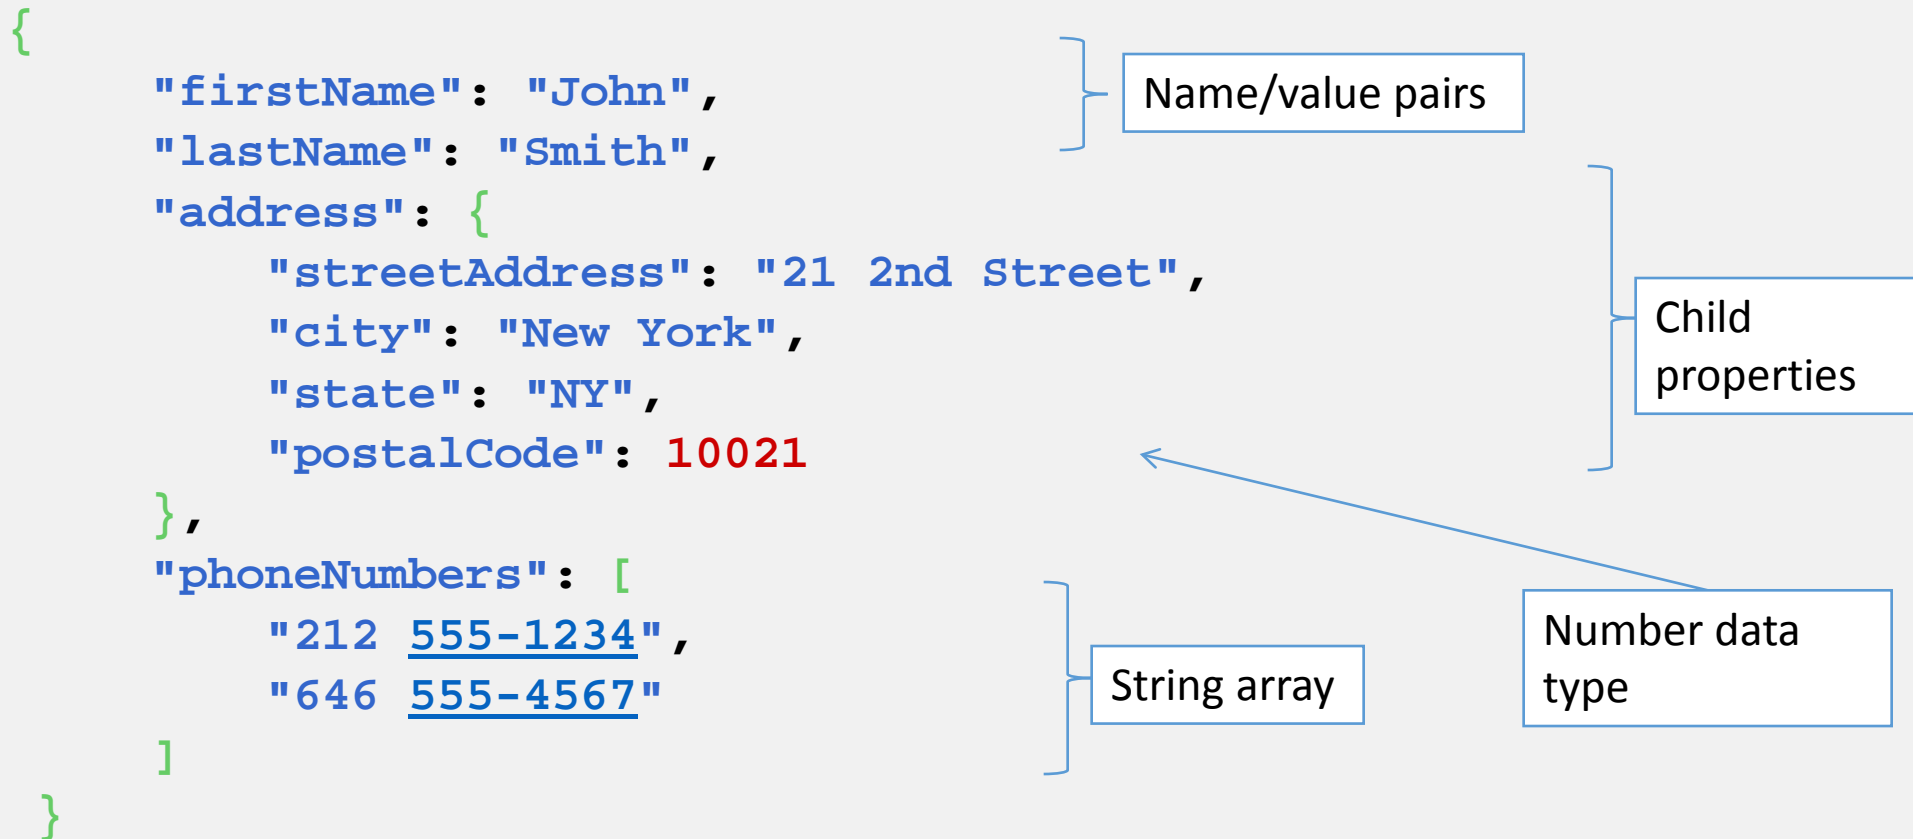 {
"firstName": "John",
"lastName": "Smith",
"address": {
"streetAddress": "21 2nd Street",
"city": "New York",
"state": "NY",
"postalCode": 10021
},
"phoneNumbers": [
"212 555-1234",
"646 555-4567"
]
}
Name/value pairs
Child
properties
Number data
type
String array